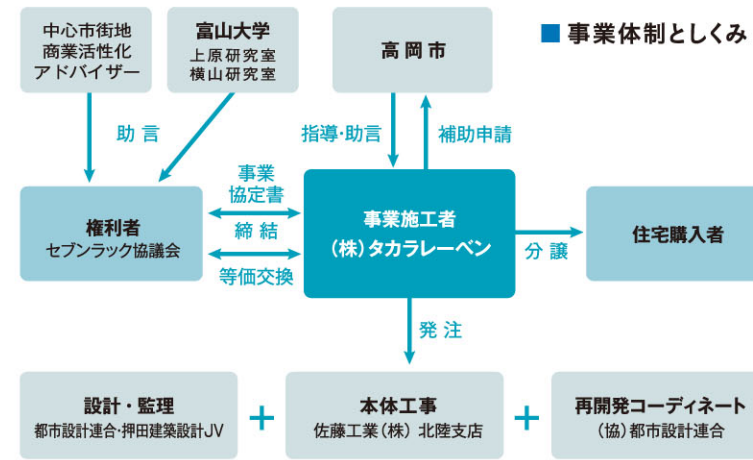 ■ 事業体制としくみ
中心市街地
商業活性化
アドバイザー
富山大学
上原研究室
横山研究室
高岡市
助言
指導・助言
補助申請
事業
協定書
締結
等価交換
権利者
セブンラック協議会
事業施工者
(株)タカラレーベン
分譲
住宅購入者
発注
設計・監理
都市設計連合・押田建築設計JV
+
本体工事
佐藤工業(株) 北陸支店
+
再開発コーディネート
(協)都市設計連合